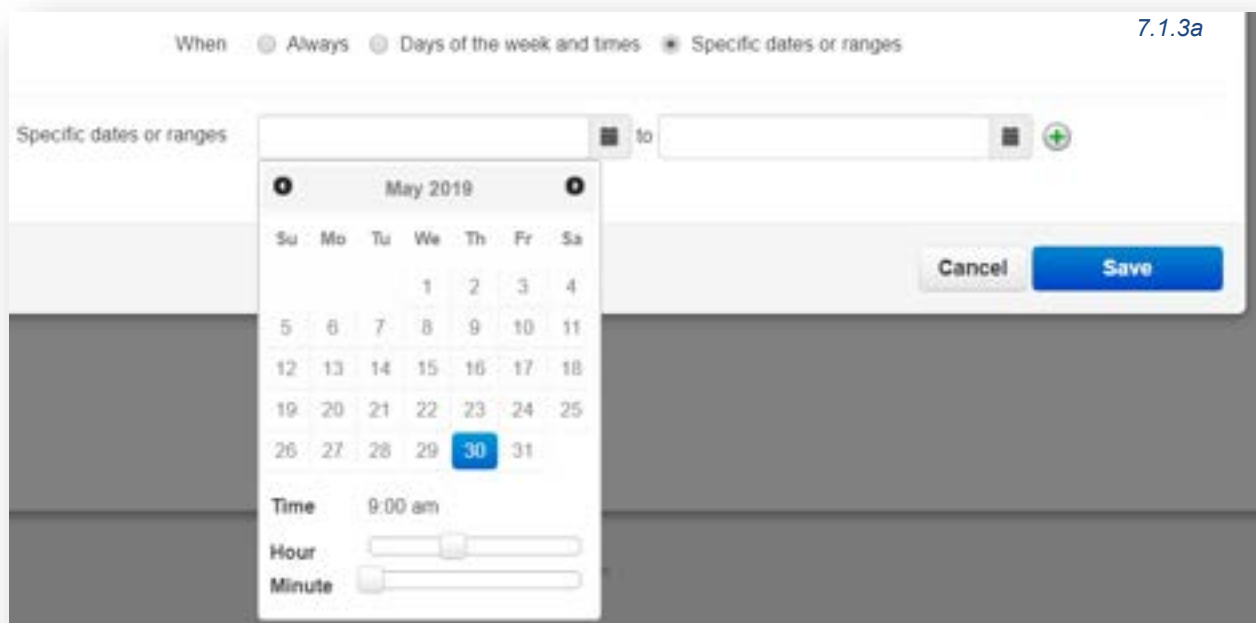 7.1.3a
When Always Days of the week and times Specific dates or ranges
Specific dates or ranges to
May 2019
Su Mo Tu We Th Fr Sa
1 2 3 4
5 6 7 8 9 10 11
12 13 14 15 16 17 18
19 20 21 22 23 24 25
26 27 28 29 30 31
Time 9:00 am
Hour
Minute
Cancel Save